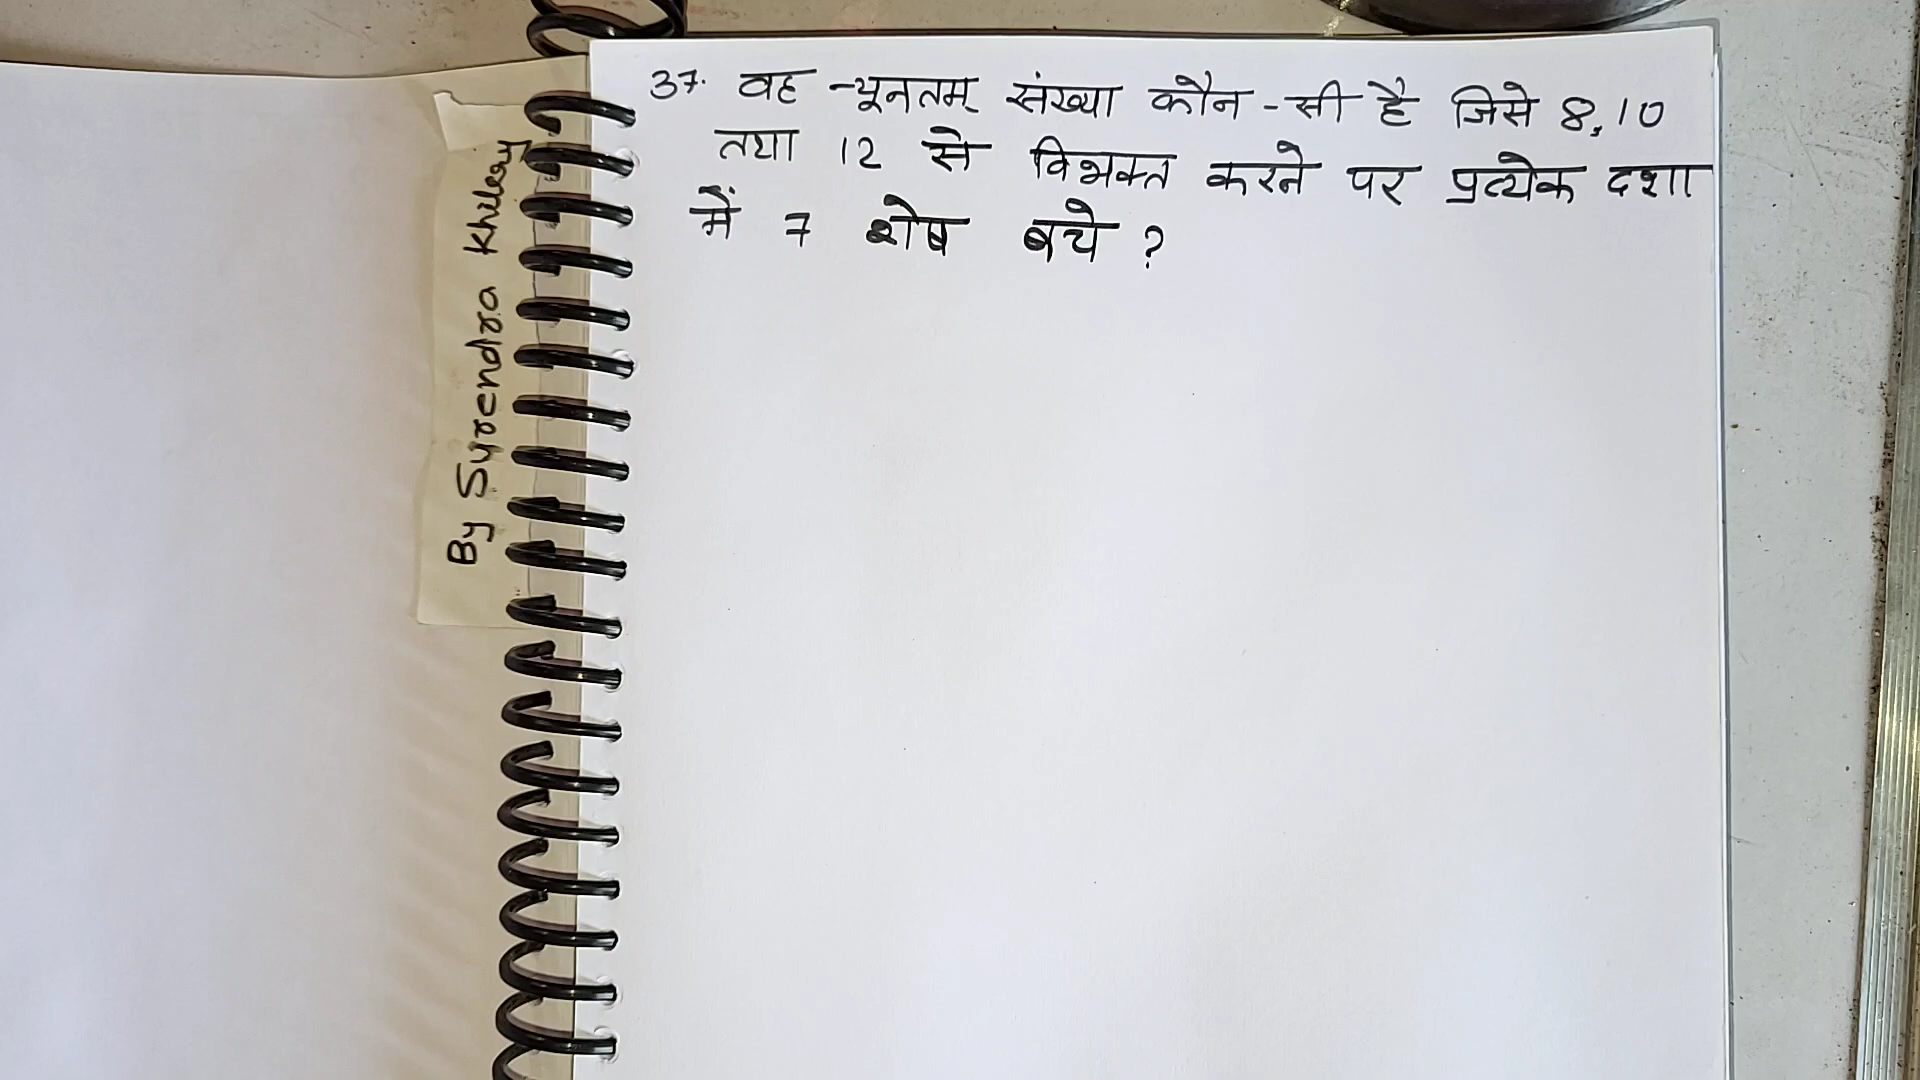 37. वह न्यूनतम संख्या कौन-सी है जिसे 8,10
तथा 12 से विभक्त करने पर प्रत्येक दशा
में 7 शेष बचे ?
By Surendra Khilery